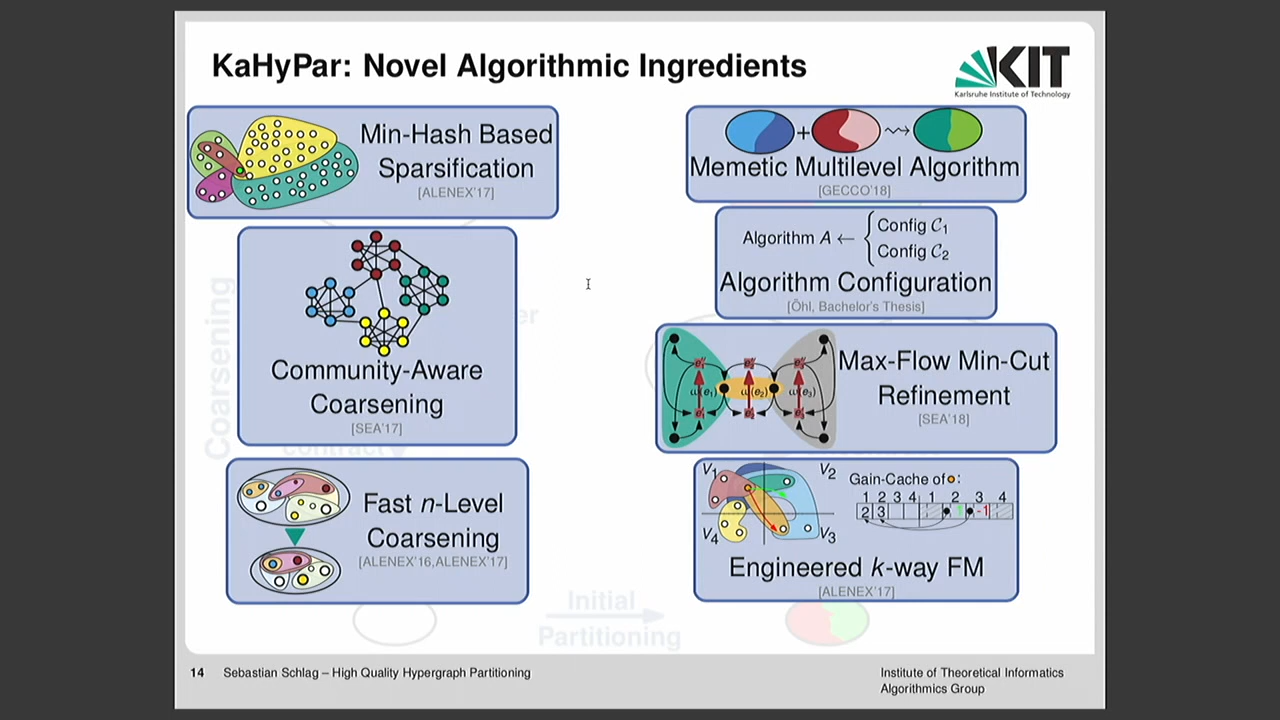 KaHyPar: Novel Algorithmic Ingredients
KIT
Karlsruhe Institute of Technology
Min-Hash Based
Sparsification
[ALENEX'17]
Community-Aware
Coarsening
[SEA'17]
Fast n-Level
Coarsening
[ALENEX'16,ALENEX'17]
Memetic Multilevel Algorithm
[GECCO'18]
Algorithm A ← { Config C1
Config C2
Algorithm Configuration
[Öhl, Bachelor's Thesis]
ω(e1) ω(e2) ω(e3)
Max-Flow Min-Cut
Refinement
[SEA'18]
V1 V2
V4 V3
Gain-Cache of :
1 2 3 4 1 2 3 4
2 3 -1
Engineered k-way FM
[ALENEX'17]
Coarsening
contract
Initial
Partitioning
14 Sebastian Schlag – High Quality Hypergraph Partitioning
Institute of Theoretical Informatics
Algorithmics Group